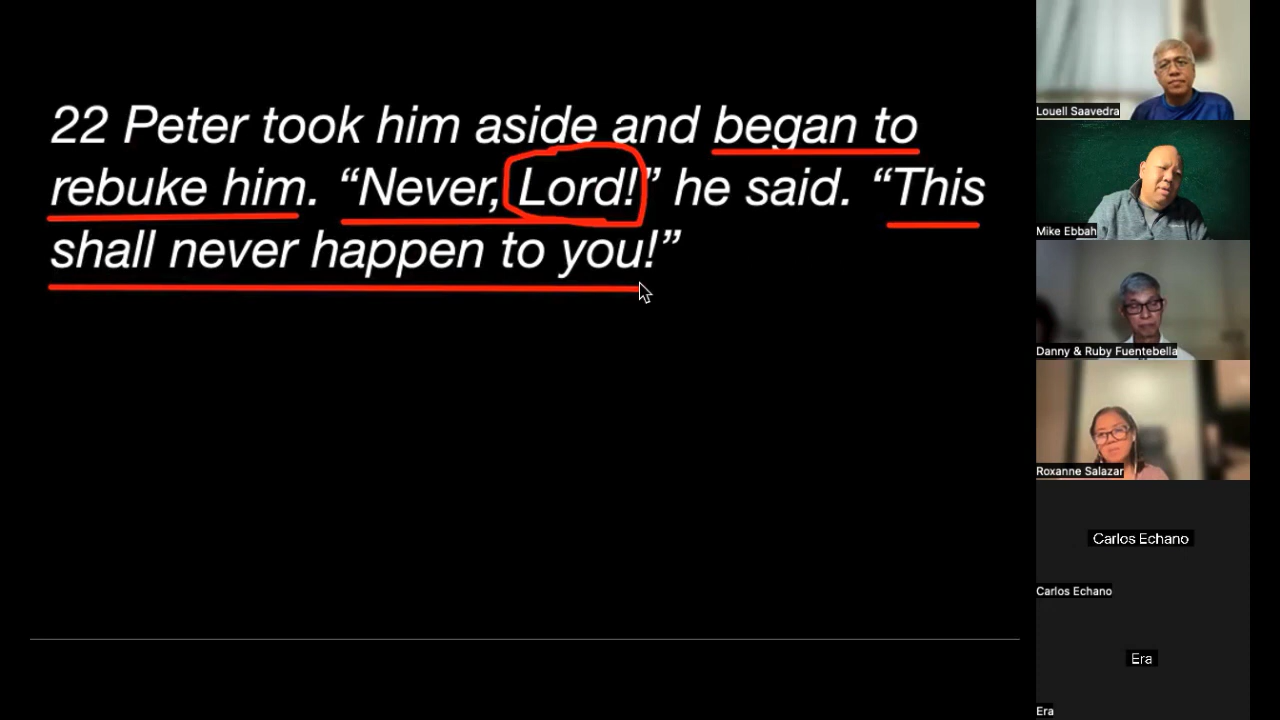 22 Peter took him aside and began to
rebuke him. “Never, Lord!” he said. “This
shall never happen to you!”
Louell Saavedra
Mike Ebbah
Danny & Ruby Fuentebella
Roxanne Salazar
Carlos Echano
Carlos Echano
Era
Era